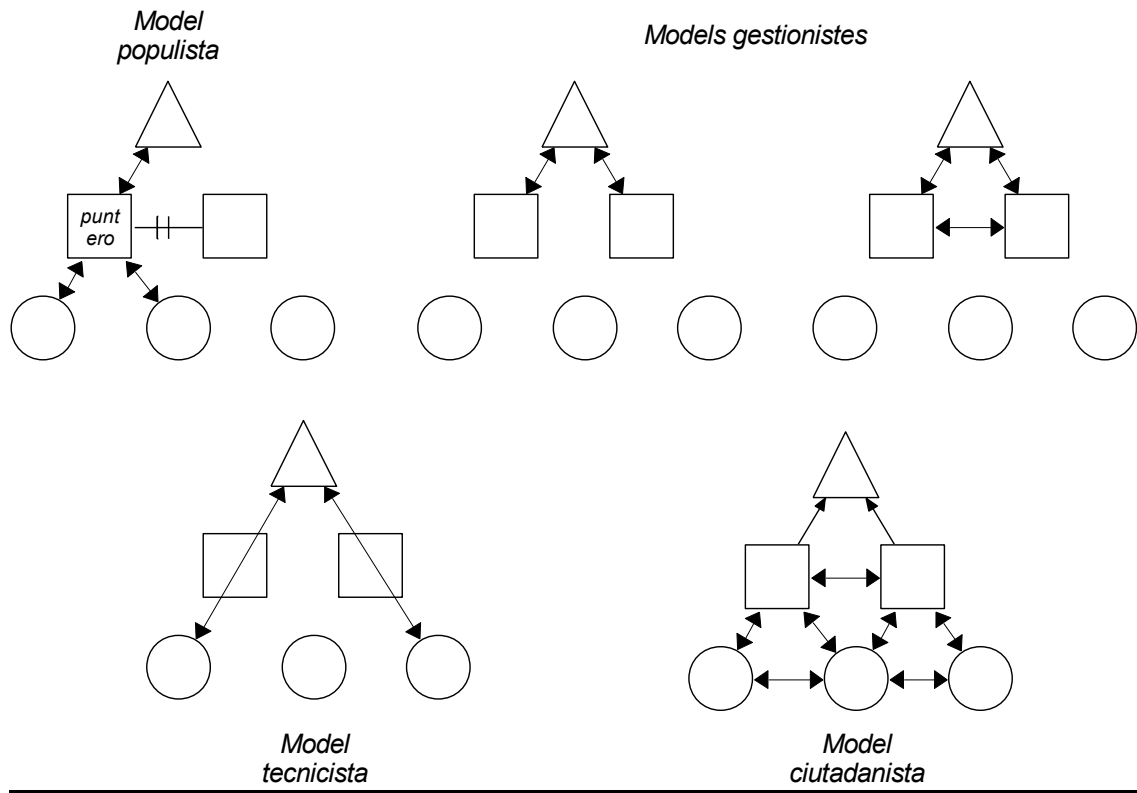 Model
populista
Models gestionistes
punt
ero
Model
tecnicista
Model
ciutadanista